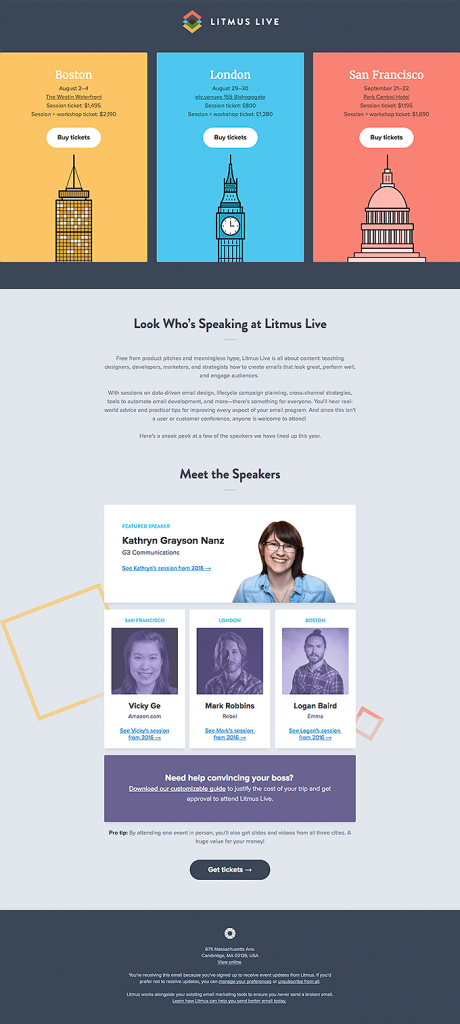 LITMUS LIVE
Boston
August 2–4
The Westin Waterfront
Session ticket: $1,495
Session + workshop ticket: $2,190
Buy tickets
London
August 29–30
etc.venues 155 Bishopsgate
Session ticket: £800
Session + workshop ticket: £1,280
Buy tickets
San Francisco
September 21–22
Park Central Hotel
Session ticket: $1,195
Session + workshop ticket: $1,890
Buy tickets
Look Who's Speaking at Litmus Live
Free from product pitches and meaningless hype, Litmus Live is all about content: teaching
designers, developers, marketers, and strategists how to create emails that look great, perform well,
and engage audiences.
With sessions on data-driven email design, lifecycle campaign planning, cross-channel strategies,
tools to automate email development, and more—there's something for everyone. You'll hear real-
world advice and practical tips for improving every aspect of your email program. And since this isn't
a user or customer conference, anyone is welcome to attend!
Here's a sneak peek at a few of the speakers we have lined up this year.
Meet the Speakers
FEATURED SPEAKER
Kathryn Grayson Nanz
G3 Communications
See Kathryn's session from 2016 →
SAN FRANCISCO
Vicky Ge
Amazon.com
See Vicky's session
from 2016 →
LONDON
Mark Robbins
Rebel
See Mark's session
from 2016 →
BOSTON
Logan Baird
Emma
See Logan's session
from 2016 →
Need help convincing your boss?
Download our customizable guide to justify the cost of your trip and get
approval to attend Litmus Live.
Pro tip: By attending one event in person, you'll also get slides and videos from all three cities. A
huge value for your money!
Get tickets →
675 Massachusetts Ave.
Cambridge, MA 02139, USA
View online
You're receiving this email because you've signed up to receive event updates from Litmus. If you'd
prefer not to receive updates, you can manage your preferences or unsubscribe from all.
Litmus works alongside your existing email marketing tools to ensure you never send a broken email.
Learn how Litmus can help you send better email today.